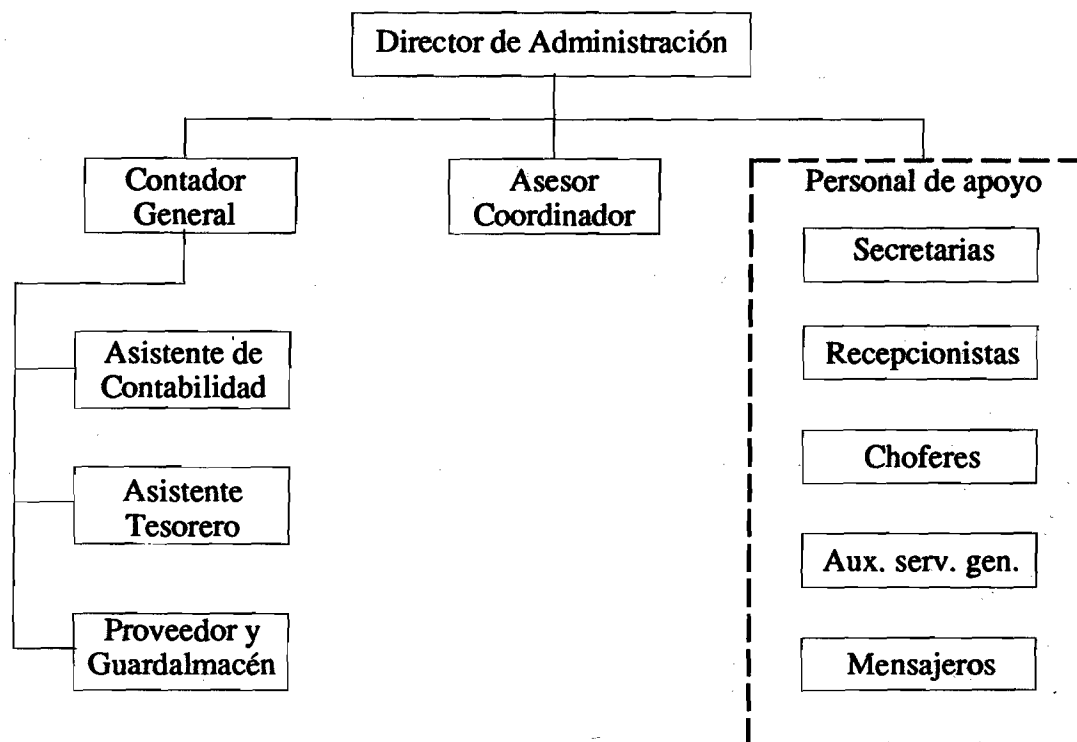 Director de Administración
Contador
General
Asesor
Coordinador
Personal de apoyo
Secretarias
Recepcionistas
Choferes
Aux. serv. gen.
Mensajeros
Asistente de
Contabilidad
Asistente
Tesorero
Proveedor y
Guardalmacén